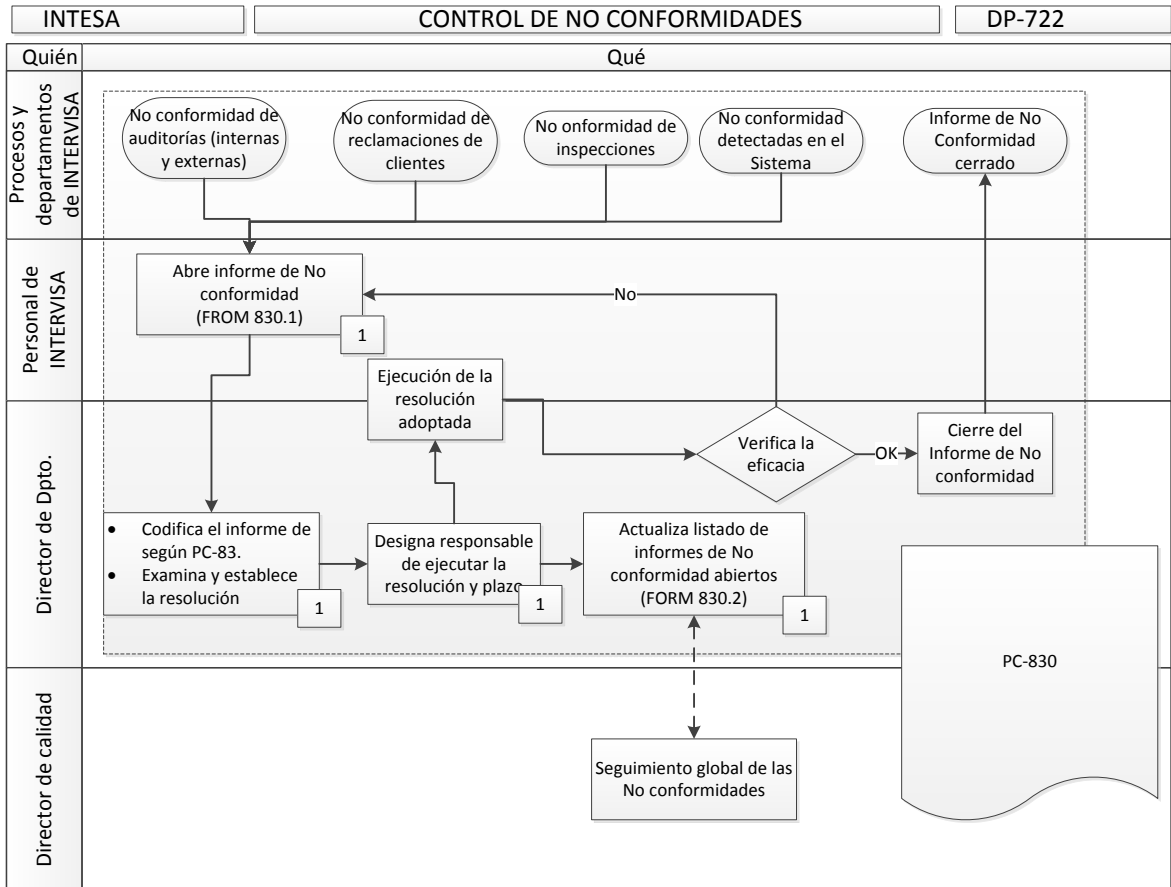 INTESA
CONTROL DE NO CONFORMIDADES
DP-722
Quién
Qué
Procesos y
departamentos
de INTERVISA
No conformidad de
auditorías (internas
y externas)
No conformidad de
reclamaciones de
clientes
No onformidad de
inspecciones
No conformidad
detectadas en el
Sistema
Informe de No
Conformidad
cerrado
Personal de
INTERVISA
Abre informe de No
conformidad
(FROM 830.1)
1
No
Ejecución de la
resolución
adoptada
Director de Dpto.
Verifica la
eficacia
OK
Cierre del
Informe de No
conformidad
• Codifica el informe de
según PC-83.
• Examina y establece
la resolución
1
Designa responsable
de ejecutar la
resolución y plazo
1
Actualiza listado de
informes de No
conformidad abiertos
(FORM 830.2)
1
PC-830
Director de calidad
Seguimiento global de las
No conformidades